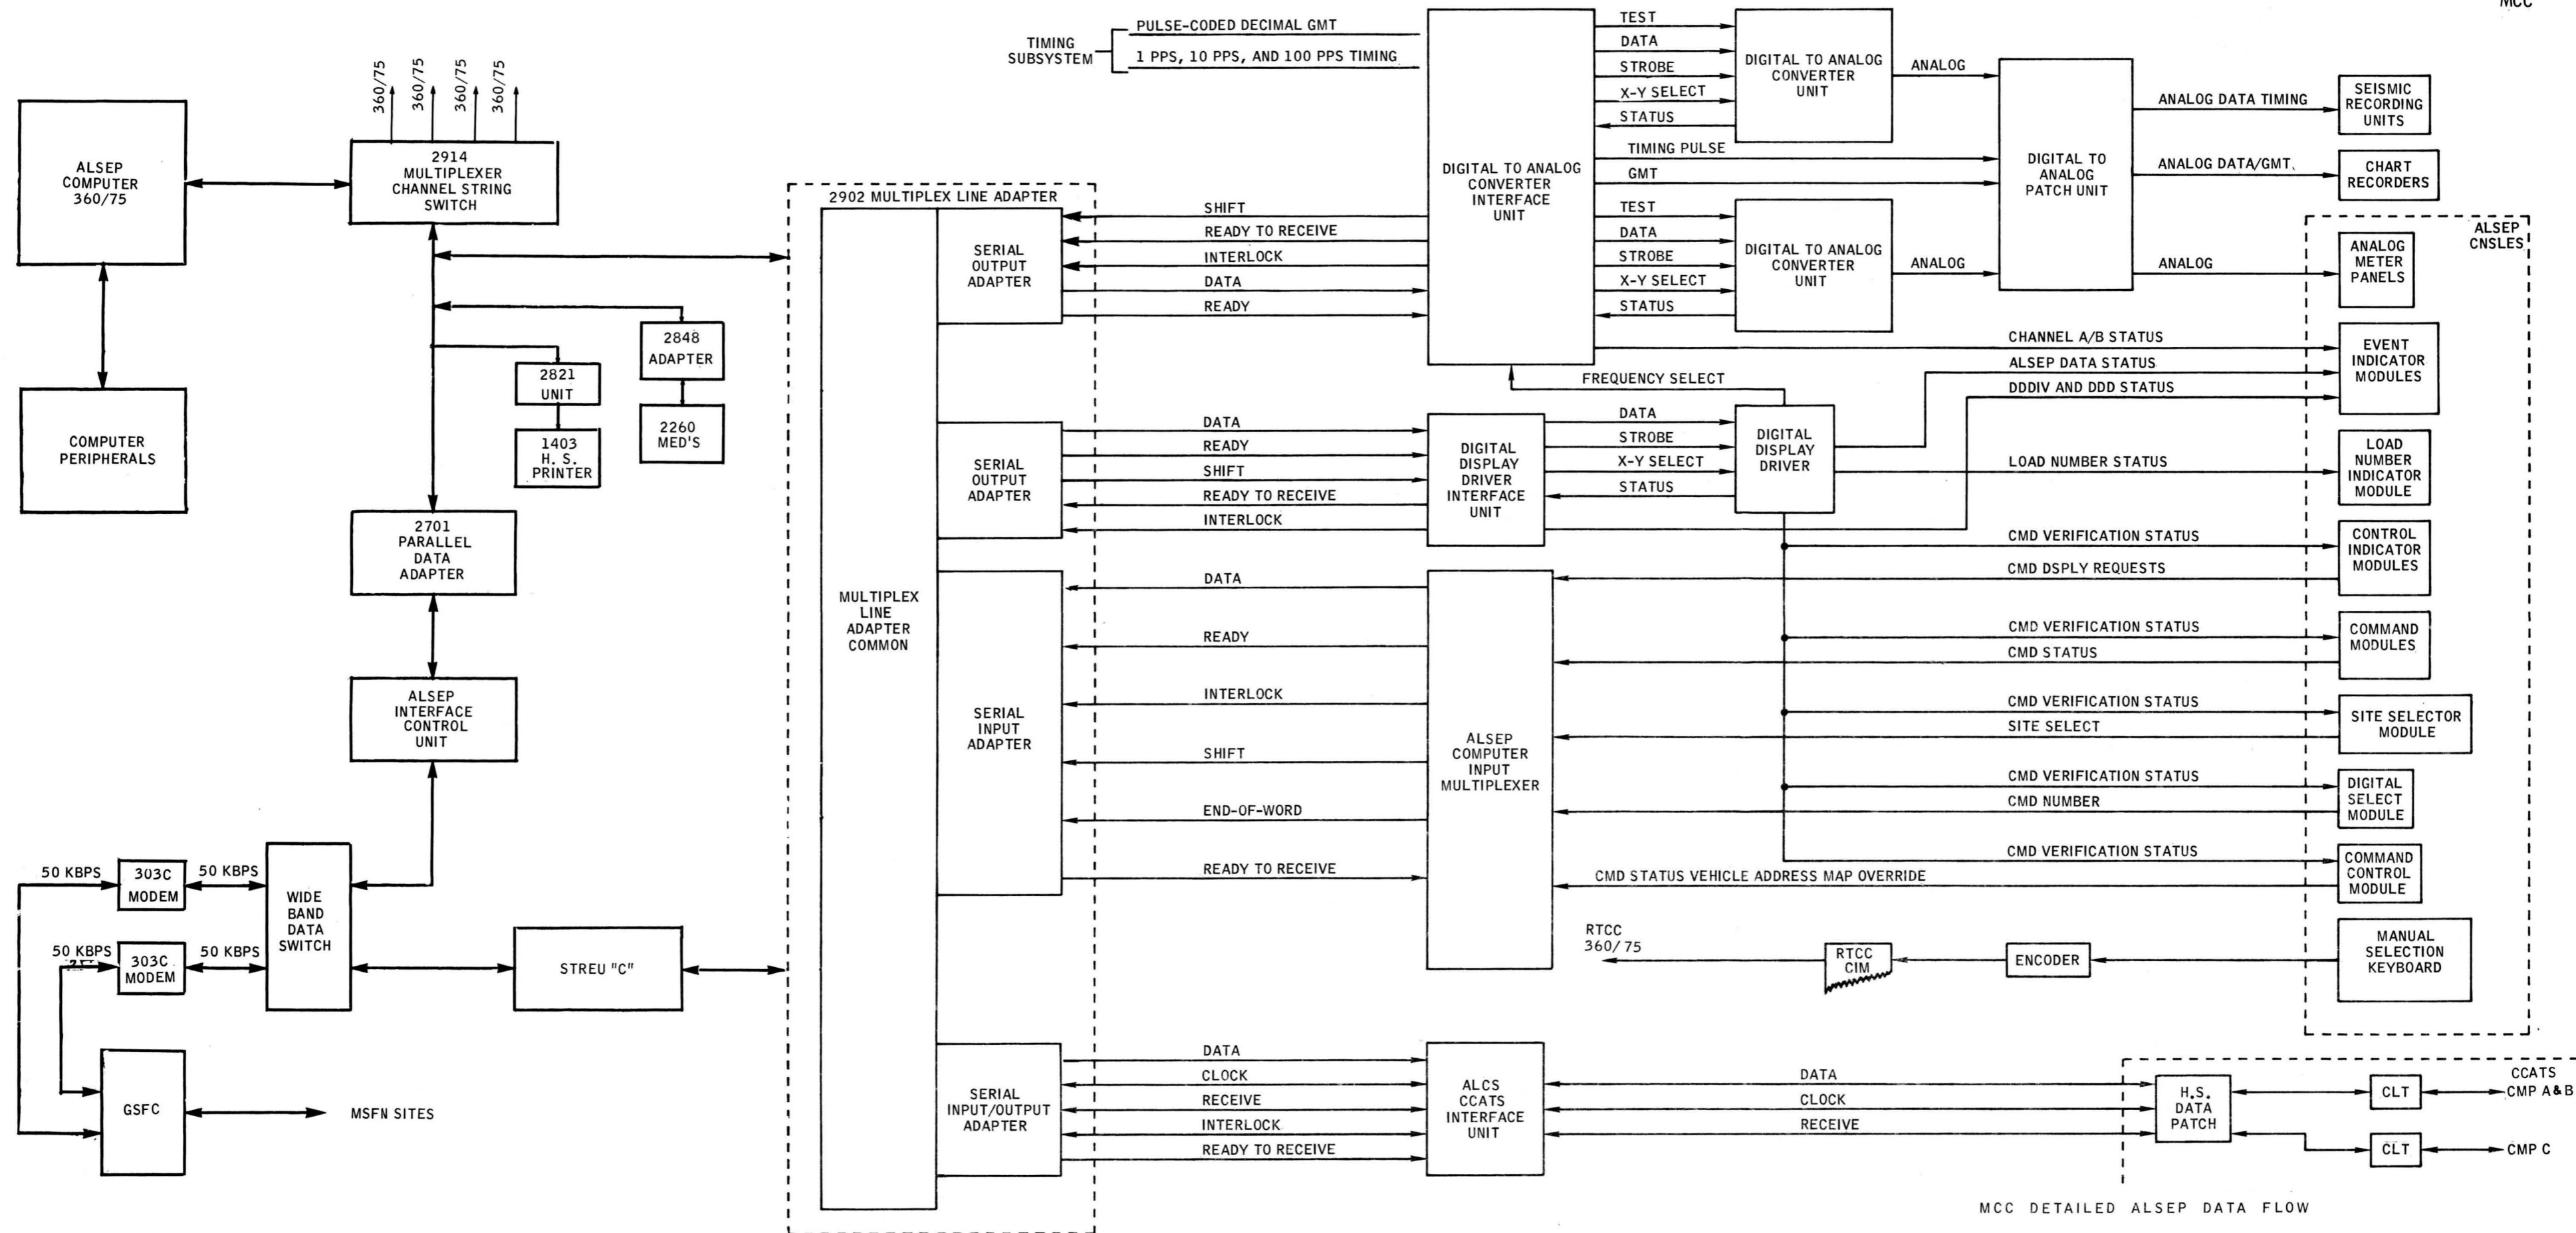 MCC
TIMING
SUBSYSTEM
PULSE-CODED DECIMAL GMT
1 PPS, 10 PPS, AND 100 PPS TIMING
360/75
360/75
360/75
360/75
ALSEP
COMPUTER
360/75
2914
MULTIPLEXER
CHANNEL STRING
SWITCH
COMPUTER
PERIPHERALS
2848
ADAPTER
2821
UNIT
2260
MED'S
1403
H. S.
PRINTER
2701
PARALLEL
DATA
ADAPTER
ALSEP
INTERFACE
CONTROL
UNIT
50 KBPS
303C
MODEM
50 KBPS
WIDE
BAND
DATA
SWITCH
50 KBPS
303C
MODEM
50 KBPS
STREU "C"
GSFC
MSFN SITES
2902 MULTIPLEX LINE ADAPTER
MULTIPLEX
LINE
ADAPTER
COMMON
SERIAL
OUTPUT
ADAPTER
SHIFT
READY TO RECEIVE
INTERLOCK
DATA
READY
SERIAL
OUTPUT
ADAPTER
DATA
READY
SHIFT
READY TO RECEIVE
INTERLOCK
SERIAL
INPUT
ADAPTER
DATA
READY
INTERLOCK
SHIFT
END-OF-WORD
READY TO RECEIVE
SERIAL
INPUT/OUTPUT
ADAPTER
DATA
CLOCK
RECEIVE
INTERLOCK
READY TO RECEIVE
DIGITAL TO ANALOG
CONVERTER
INTERFACE
UNIT
TEST
DATA
STROBE
X-Y SELECT
STATUS
TIMING PULSE
GMT
TEST
DATA
STROBE
X-Y SELECT
STATUS
DIGITAL TO ANALOG
CONVERTER
UNIT
ANALOG
DIGITAL TO ANALOG
CONVERTER
UNIT
ANALOG
DIGITAL TO
ANALOG
PATCH UNIT
ANALOG DATA TIMING
SEISMIC
RECORDING
UNITS
ANALOG DATA/GMT
CHART
RECORDERS
ALSEP
CNSLES
ANALOG
ANALOG
METER
PANELS
CHANNEL A/B STATUS
ALSEP DATA STATUS
DDDIV AND DDD STATUS
EVENT
INDICATOR
MODULES
FREQUENCY SELECT
DIGITAL
DISPLAY
DRIVER
INTERFACE
UNIT
DATA
STROBE
X-Y SELECT
STATUS
DIGITAL
DISPLAY
DRIVER
LOAD NUMBER STATUS
LOAD
NUMBER
INDICATOR
MODULE
CMD VERIFICATION STATUS
CMD DSPLY REQUESTS
CONTROL
INDICATOR
MODULES
ALSEP
COMPUTER
INPUT
MULTIPLEXER
CMD VERIFICATION STATUS
CMD STATUS
COMMAND
MODULES
CMD VERIFICATION STATUS
SITE SELECT
SITE SELECTOR
MODULE
CMD VERIFICATION STATUS
CMD NUMBER
DIGITAL
SELECT
MODULE
CMD VERIFICATION STATUS
CMD STATUS VEHICLE ADDRESS MAP OVERRIDE
COMMAND
CONTROL
MODULE
RTCC
360/75
RTCC
CIM
ENCODER
MANUAL
SELECTION
KEYBOARD
ALCS
CCATS
INTERFACE
UNIT
DATA
CLOCK
RECEIVE
H.S.
DATA
PATCH
CLT
CCATS
CMP A&B
CLT
CMP C
MCC DETAILED ALSEP DATA FLOW